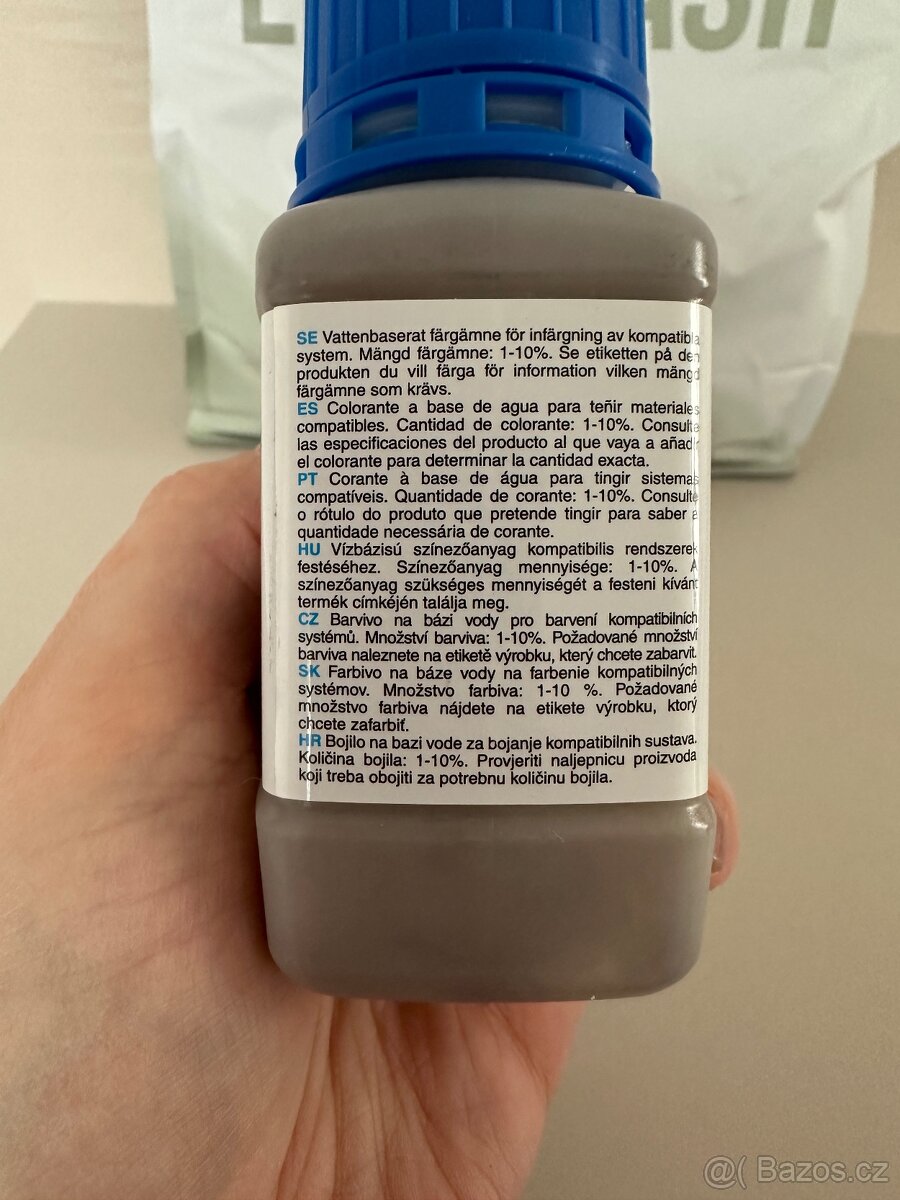 SE Vattenbaserat färgämne för infärgning av kompatibla
system. Mängd färgämne: 1-10%. Se etiketten på den
produkten du vill färga för information vilken mängd
färgämne som krävs.
ES Colorante a base de agua para teñir materiales
compatibles. Cantidad de colorante: 1-10%. Consulte
las especificaciones del producto al que vaya a añadir
el colorante para determinar la cantidad exacta.
PT Corante à base de água para tingir sistemas
compatíveis. Quantidade de corante: 1-10%. Consulte
o rótulo do produto que pretende tingir para saber a
quantidade necessária de corante.
HU Vízbázisú színezőanyag kompatibilis rendszerek
festéséhez. Színezőanyag mennyisége: 1-10%. A
színezőanyag szükséges mennyiségét a festeni kívánt
termék címkéjén találja meg.
CZ Barvivo na bázi vody pro barvení kompatibilních
systémů. Množství barviva: 1-10%. Požadované množství
barviva naleznete na etiketě výrobku, který chcete zabarvit.
SK Farbivo na báze vody na farbenie kompatibilných
systémov. Množstvo farbiva: 1-10 %. Požadované
množstvo farbiva nájdete na etikete výrobku, ktorý
chcete zafarbiť.
HR Bojilo na bazi vode za bojanje kompatibilnih sustava.
Količina bojila: 1-10%. Provjeriti naljepnicu proizvoda
koji treba obojiti za potrebnu količinu bojila.
@( Bazos.cz